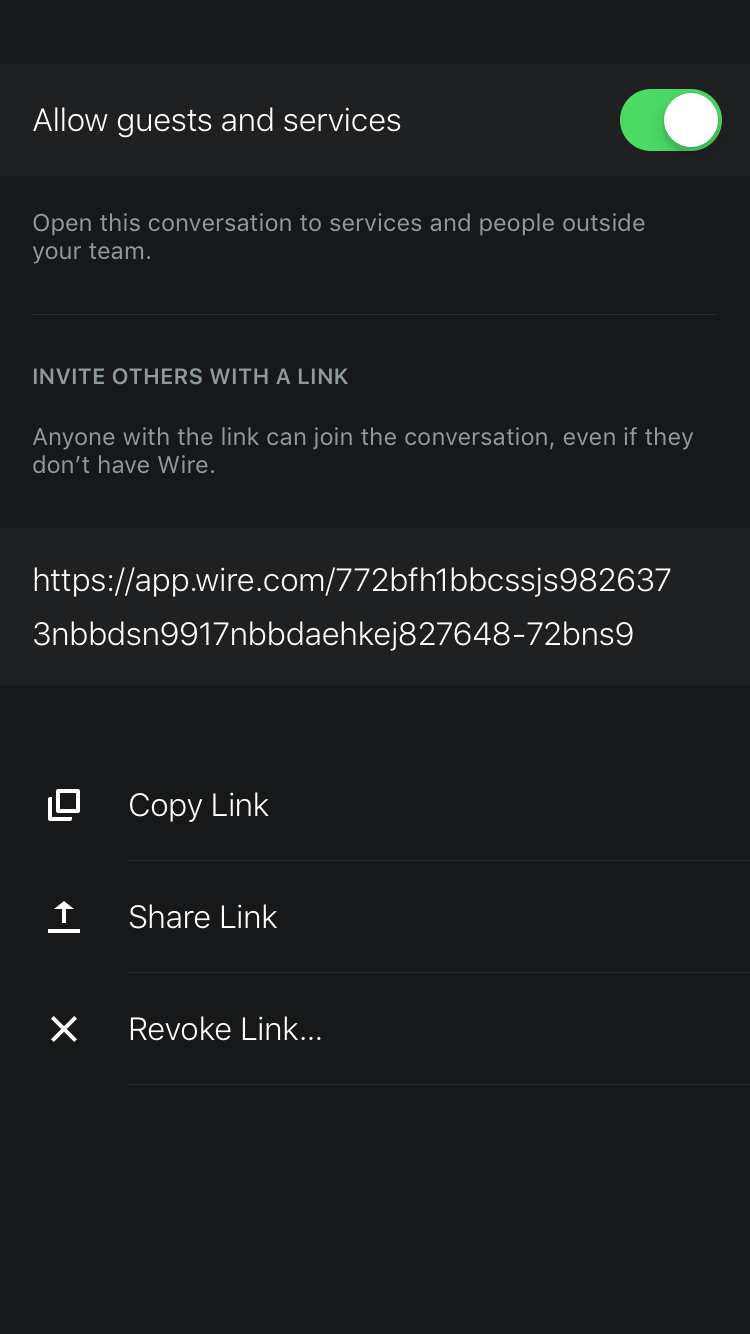 Allow guests and services
Open this conversation to services and people outside
your team.
INVITE OTHERS WITH A LINK
Anyone with the link can join the conversation, even if they
don’t have Wire.
https://app.wire.com/772bfh1bbcssjs982637
3nbbdsn9917nbbdaehkej827648-72bns9
Copy Link
Share Link
Revoke Link...